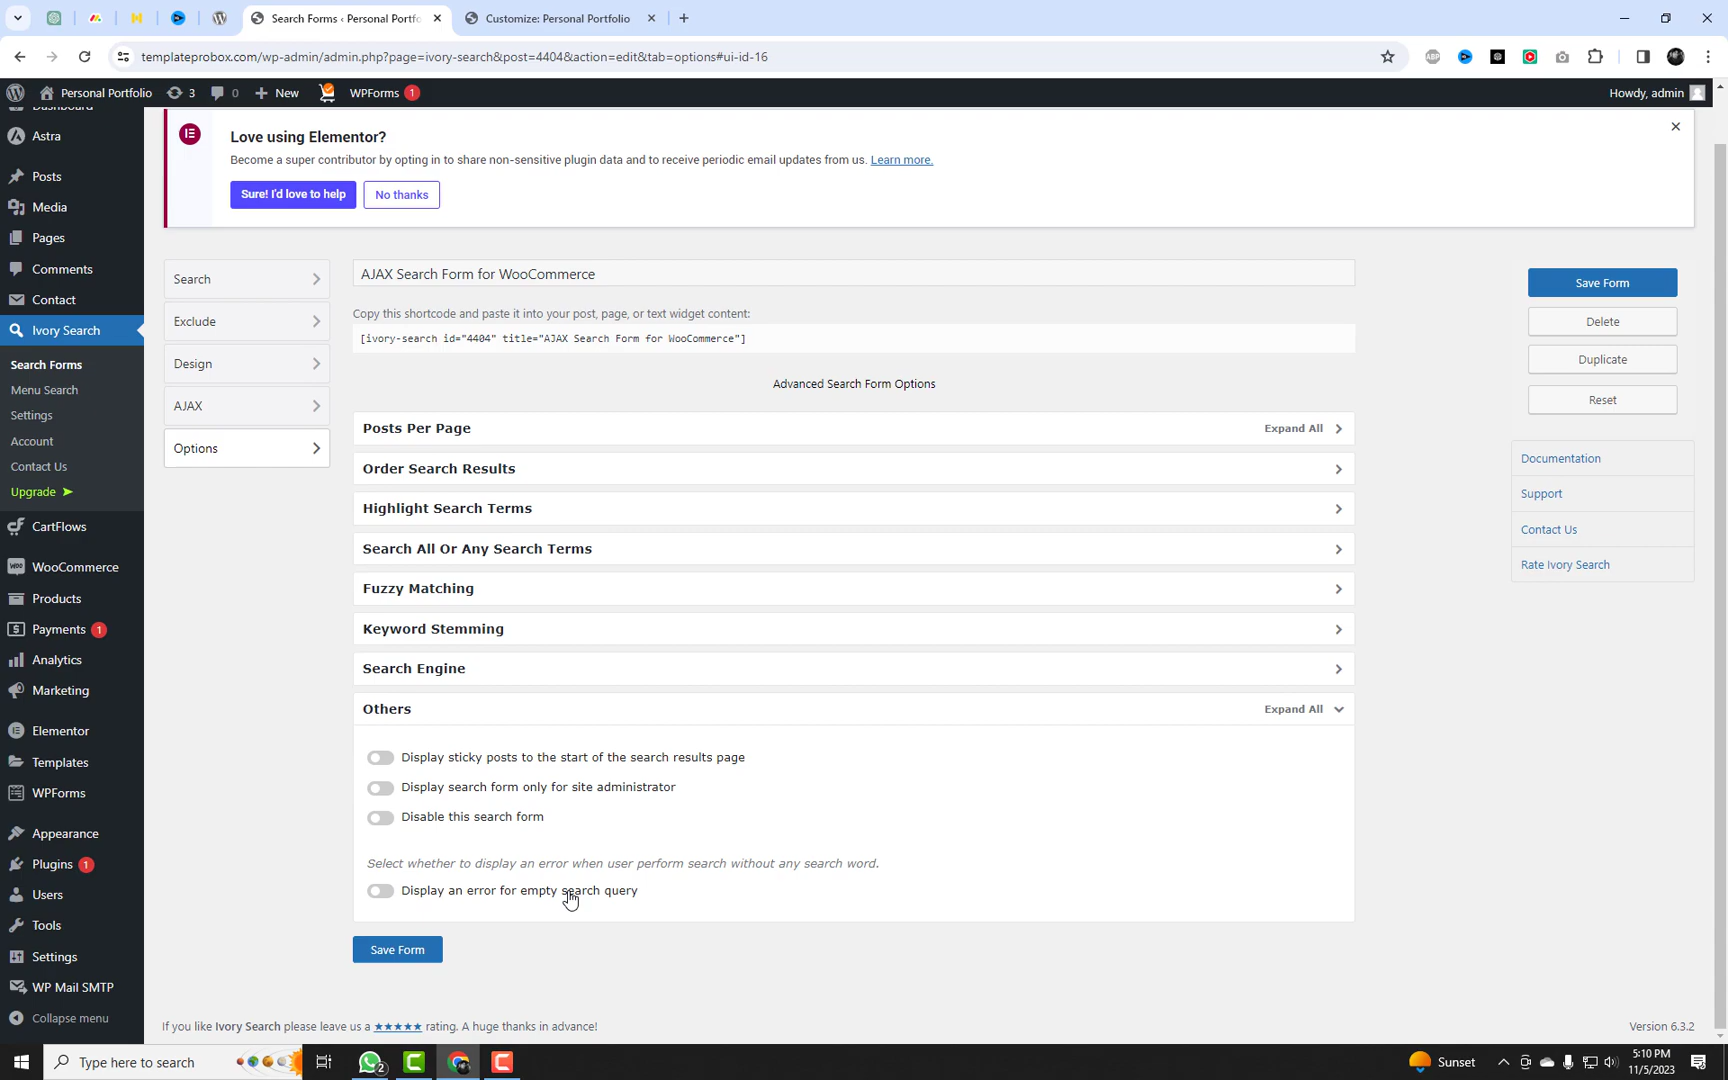 Search Forms ‹ Personal Portfo
Customize: Personal Portfolio
templateprobox.com/wp-admin/admin.php?page=ivory-search&post=4404&action=edit&tab=options#ui-id-16
Personal Portfolio
3
0
New
WPForms
1
Howdy, admin
Dashboard
Astra
Posts
Media
Pages
Comments
Contact
Ivory Search
Search Forms
Menu Search
Settings
Account
Contact Us
Upgrade ➤
CartFlows
WooCommerce
Products
Payments
1
Analytics
Marketing
Elementor
Templates
WPForms
Appearance
Plugins
1
Users
Tools
Settings
WP Mail SMTP
Collapse menu
Love using Elementor?
Become a super contributor by opting in to share non-sensitive plugin data and to receive periodic email updates from us. Learn more.
Sure! I'd love to help
No thanks
Search
Exclude
Design
AJAX
Options
AJAX Search Form for WooCommerce
Copy this shortcode and paste it into your post, page, or text widget content:
[ivory-search id="4404" title="AJAX Search Form for WooCommerce"]
Advanced Search Form Options
Posts Per Page
Expand All
Order Search Results
Highlight Search Terms
Search All Or Any Search Terms
Fuzzy Matching
Keyword Stemming
Search Engine
Others
Expand All
Display sticky posts to the start of the search results page
Display search form only for site administrator
Disable this search form
Select whether to display an error when user perform search without any search word.
Display an error for empty search query
Save Form
Save Form
Delete
Duplicate
Reset
Documentation
Support
Contact Us
Rate Ivory Search
If you like Ivory Search please leave us a ★★★★★ rating. A huge thanks in advance!
Version 6.3.2
Type here to search
2
Sunset
5:10 PM
11/5/2023